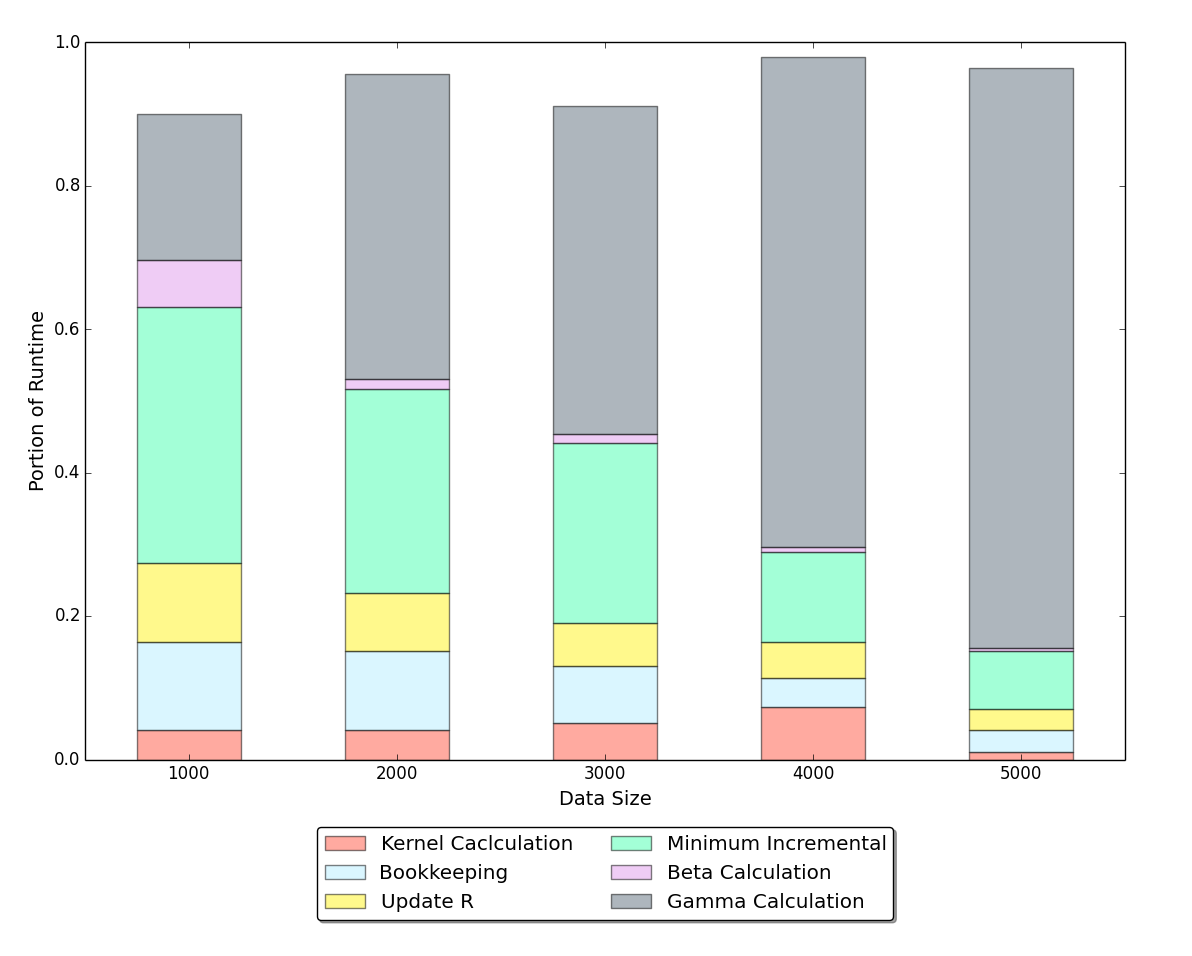 1.0
0.8
0.6
0.4
0.2
0.0
Portion of Runtime
1000 2000 3000 4000 5000
Data Size
Kernel Caclculation Minimum Incremental
Bookkeeping Beta Calculation
Update R Gamma Calculation